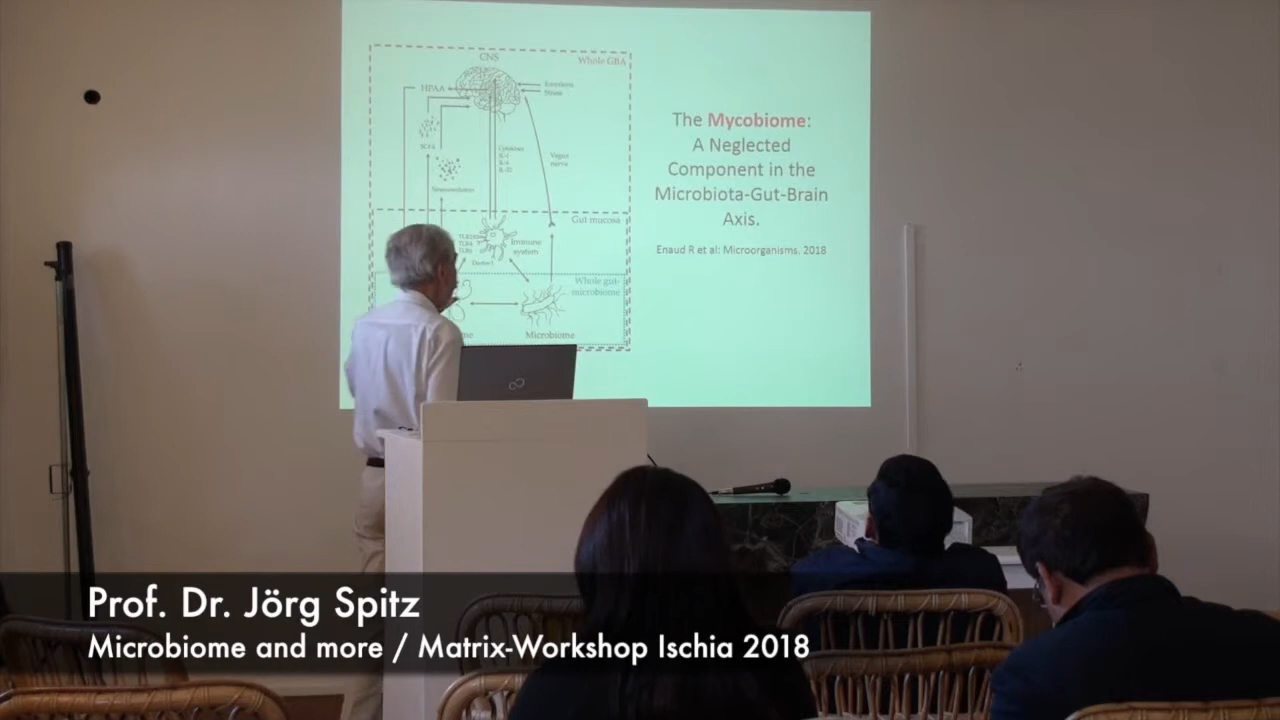 CNS
Whole GBA
HPAA
Emotions
Stress
The Mycobiome:
A Neglected
Component in the
Microbiota-Gut-Brain
Axis.
Enaud R et al: Microorganisms. 2018
SCFA
Cytokines
Vagus
nerve
Gut mucosa
Immune
system
Whole gut-
microbiome
Microbiome
Prof. Dr. Jörg Spitz
Microbiome and more / Matrix-Workshop Ischia 2018